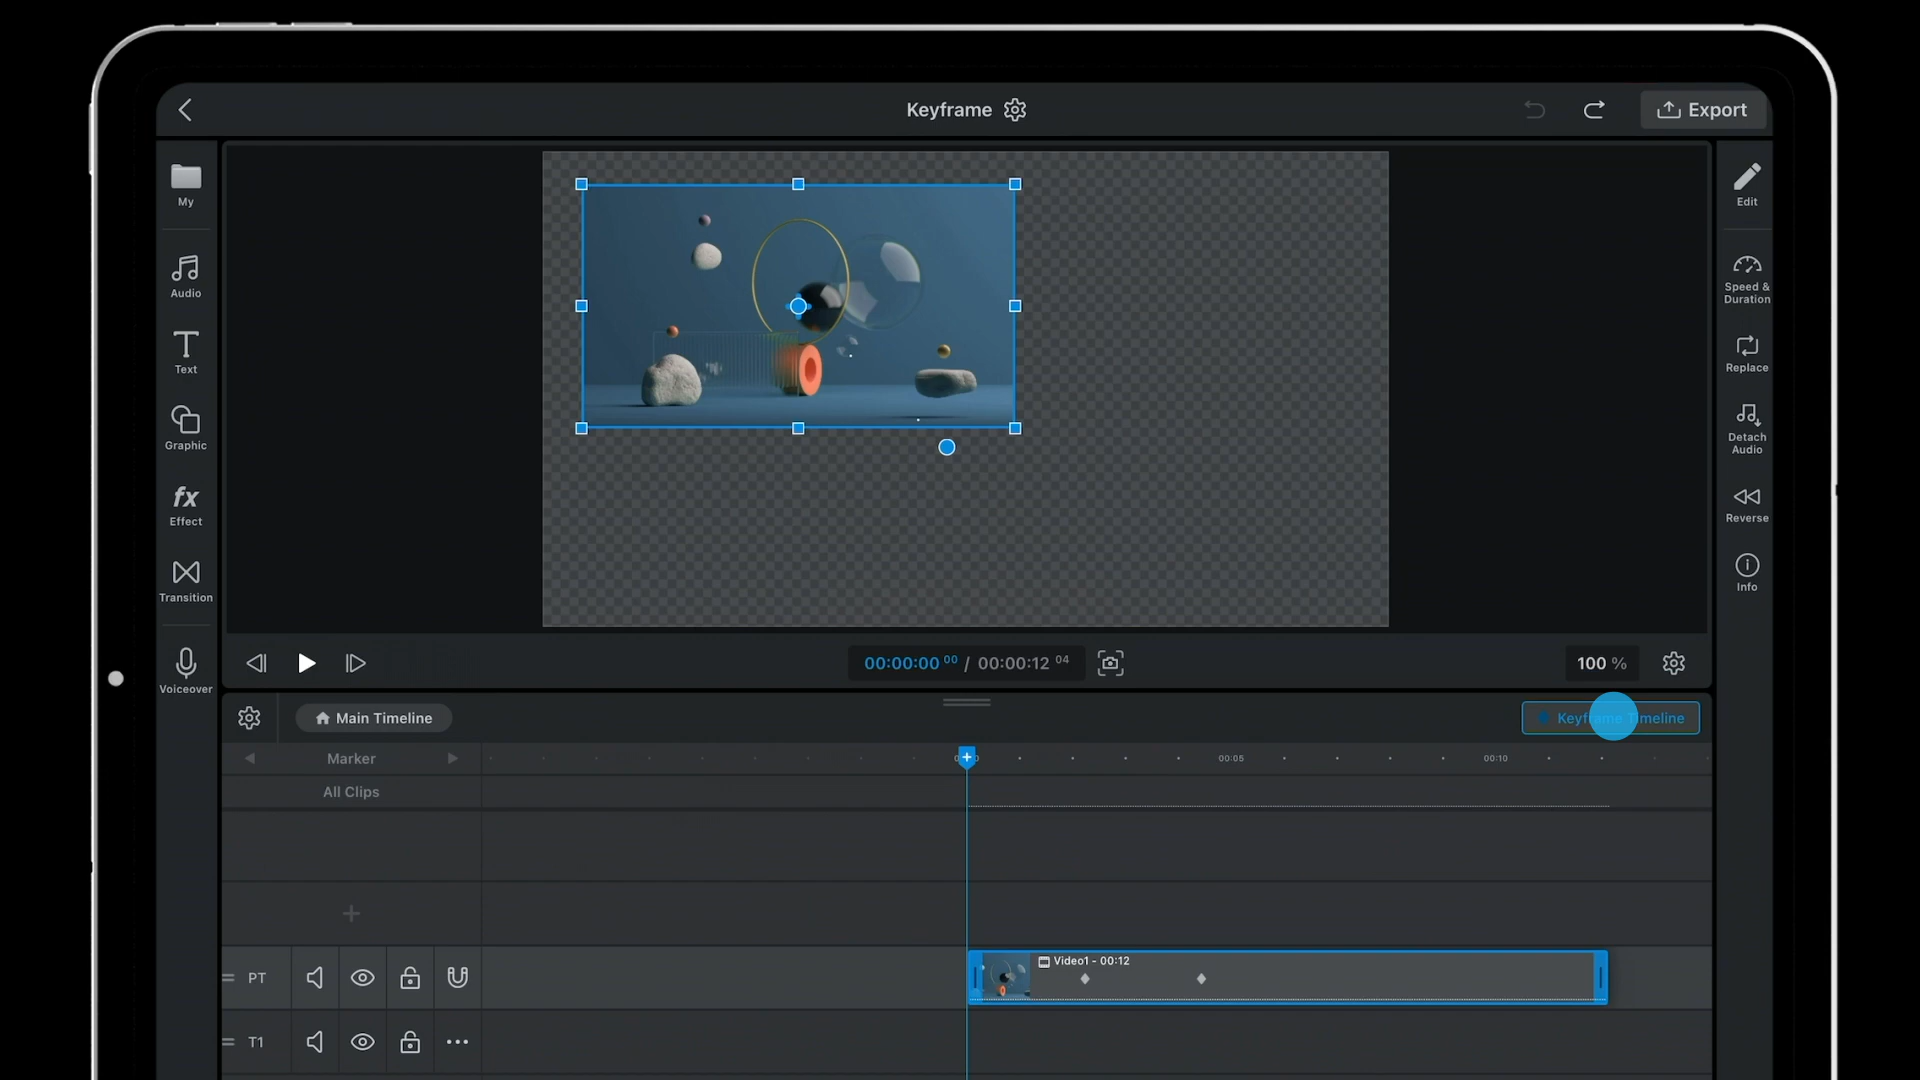 Keyframe
Export
My
Audio
Text
Graphic
fx
Effect
Transition
Voiceover
Edit
Speed &
Duration
Replace
Detach
Audio
Reverse
Info
00:00:00 00 / 00:00:12 04
100 %
Main Timeline
Keyframe Timeline
Marker
00:05
00:10
All Clips
PT
Video1 - 00:12
T1